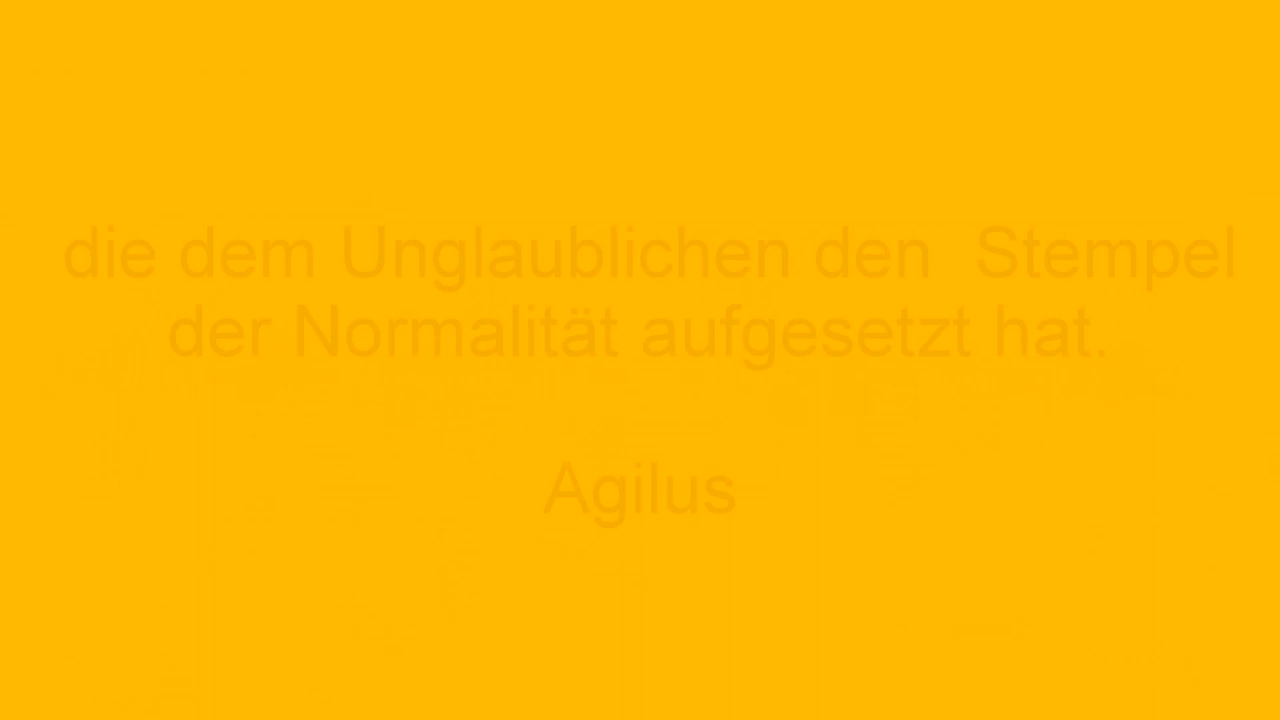 die dem Unglaublichen den  Stempel
der Normalität aufgesetzt hat.
Agilus